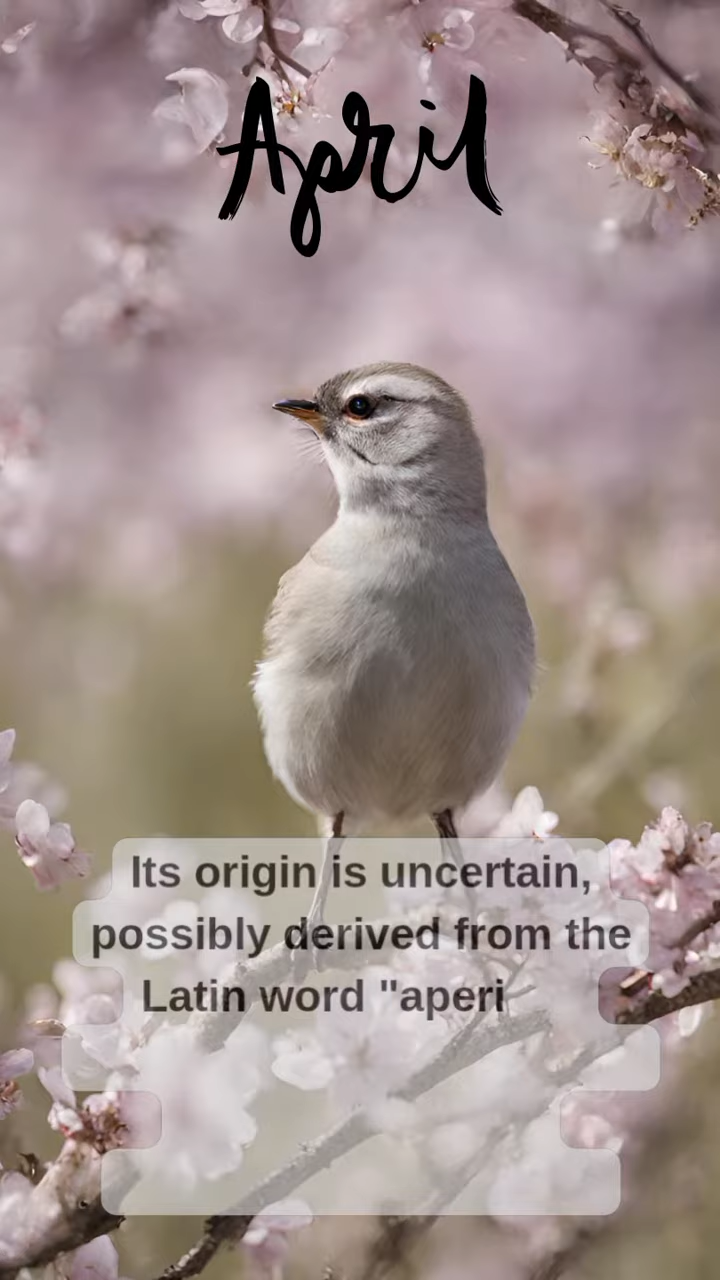 April
Its origin is uncertain,
possibly derived from the
Latin word "aperi